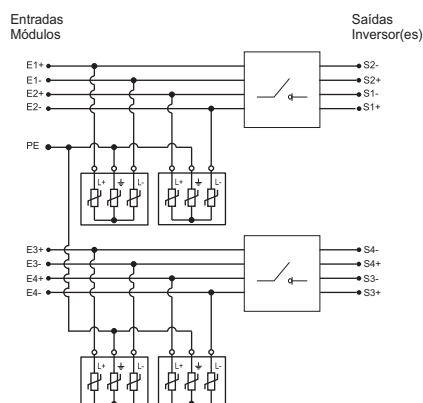 Entradas
Módulos
Saídas
Inversor(es)
E1+
E1-
E2+
E2-
S2-
S2+
S1-
S1+
PE
L+ L-
L+ L-
E3+
E3-
E4+
E4-
S4-
S4+
S3-
S3+
L+ L-
L+ L-